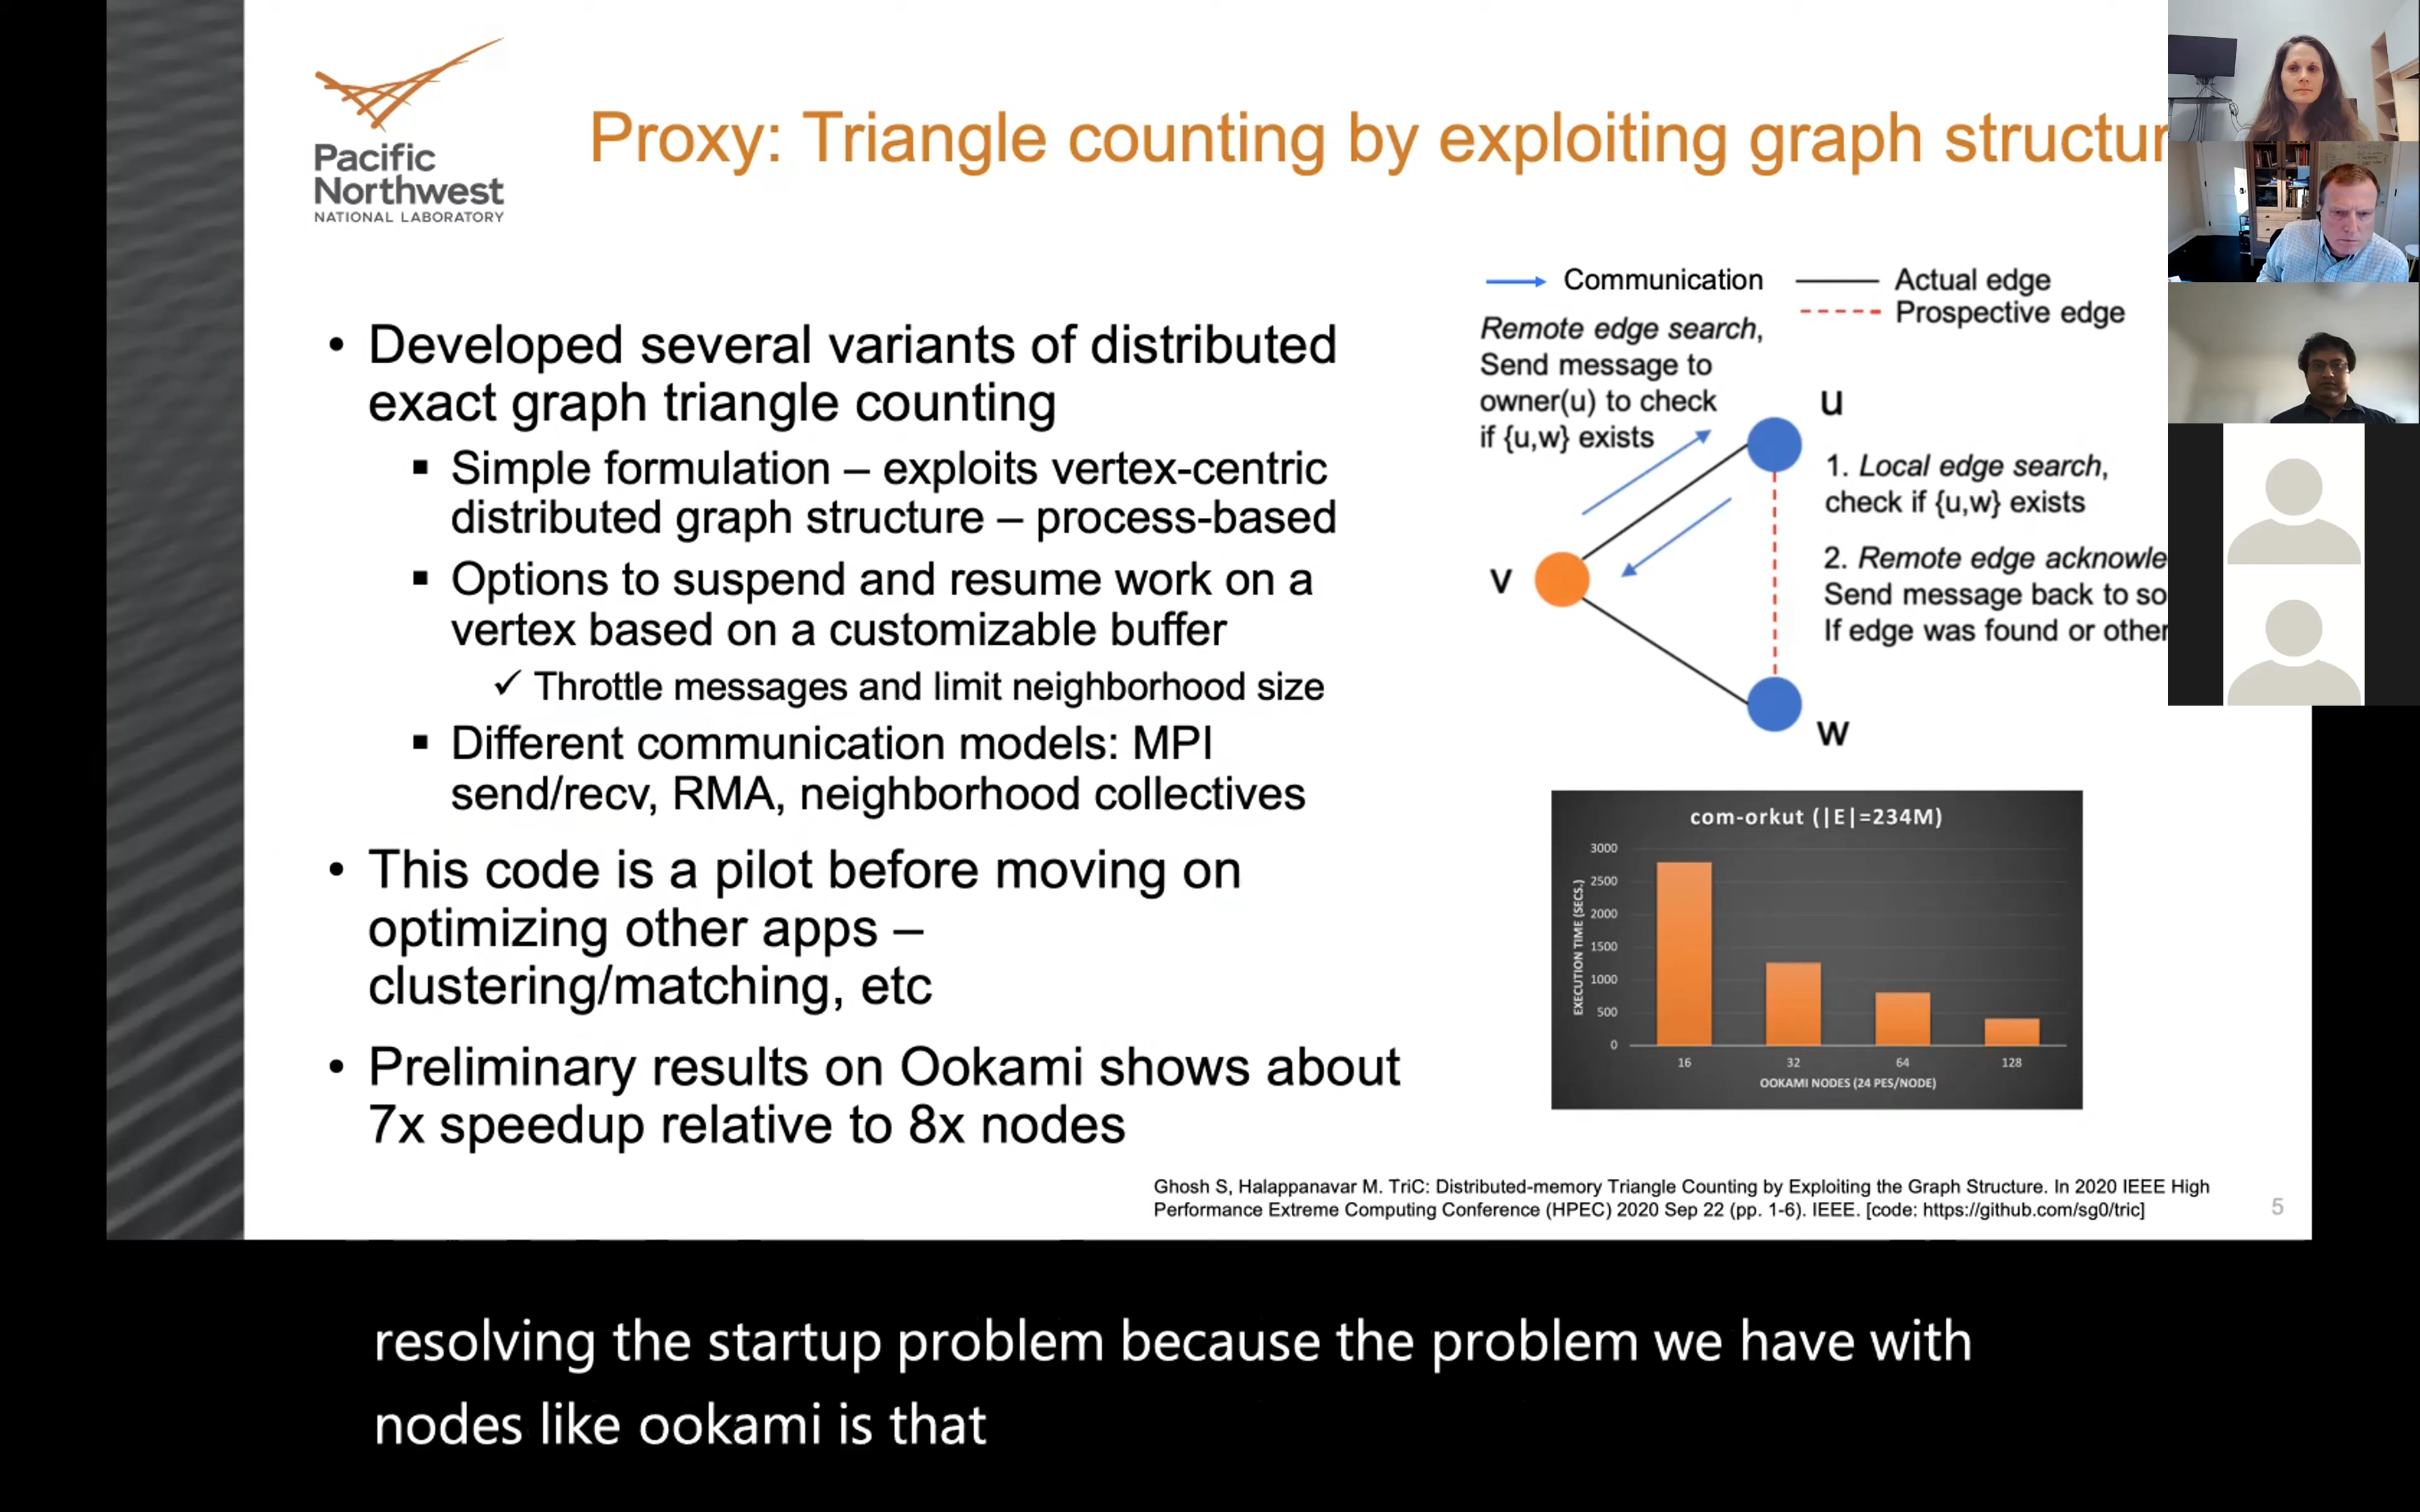 Pacific
Northwest
NATIONAL LABORATORY
Proxy: Triangle counting by exploiting graph structur
• Developed several variants of distributed
exact graph triangle counting
▪ Simple formulation – exploits vertex-centric
distributed graph structure – process-based
▪ Options to suspend and resume work on a
vertex based on a customizable buffer
✓ Throttle messages and limit neighborhood size
▪ Different communication models: MPI
send/recv, RMA, neighborhood collectives
• This code is a pilot before moving on
optimizing other apps –
clustering/matching, etc
• Preliminary results on Ookami shows about
7x speedup relative to 8x nodes
Communication
Actual edge
Prospective edge
Remote edge search,
Send message to
owner(u) to check
if {u,w} exists
u
1. Local edge search,
check if {u,w} exists
2. Remote edge acknowle
Send message back to so
If edge was found or other
v
w
com-orkut (|E|=234M)
EXECUTION TIME (SECS.)
3000
2500
2000
1500
1000
500
0
16 32 64 128
OOKAMI NODES (24 PES/NODE)
Ghosh S, Halappanavar M. TriC: Distributed-memory Triangle Counting by Exploiting the Graph Structure. In 2020 IEEE High
Performance Extreme Computing Conference (HPEC) 2020 Sep 22 (pp. 1-6). IEEE. [code: https://github.com/sg0/tric]
5
resolving the startup problem because the problem we have with
nodes like ookami is that